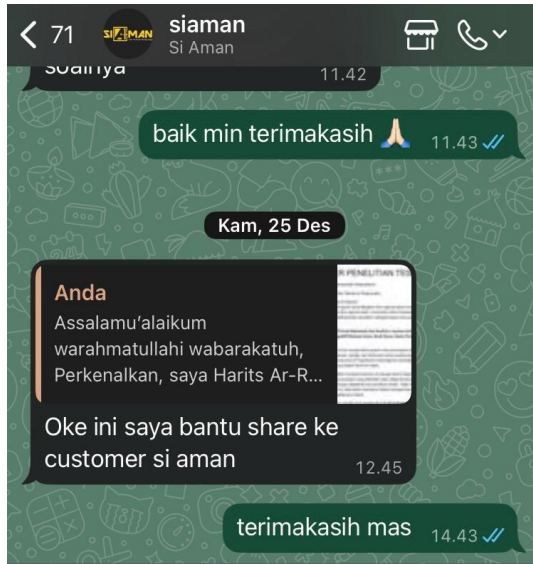 71
SI AMAN
siaman
Si Aman
soalnya
11.42
baik min terimakasih 🙏🏻 11.43
Kam, 25 Des
Anda
Assalamu’alaikum
warahmatullahi wabarakatuh,
Perkenalkan, saya Harits Ar-R...
Oke ini saya bantu share ke
customer si aman
12.45
terimakasih mas 14.43